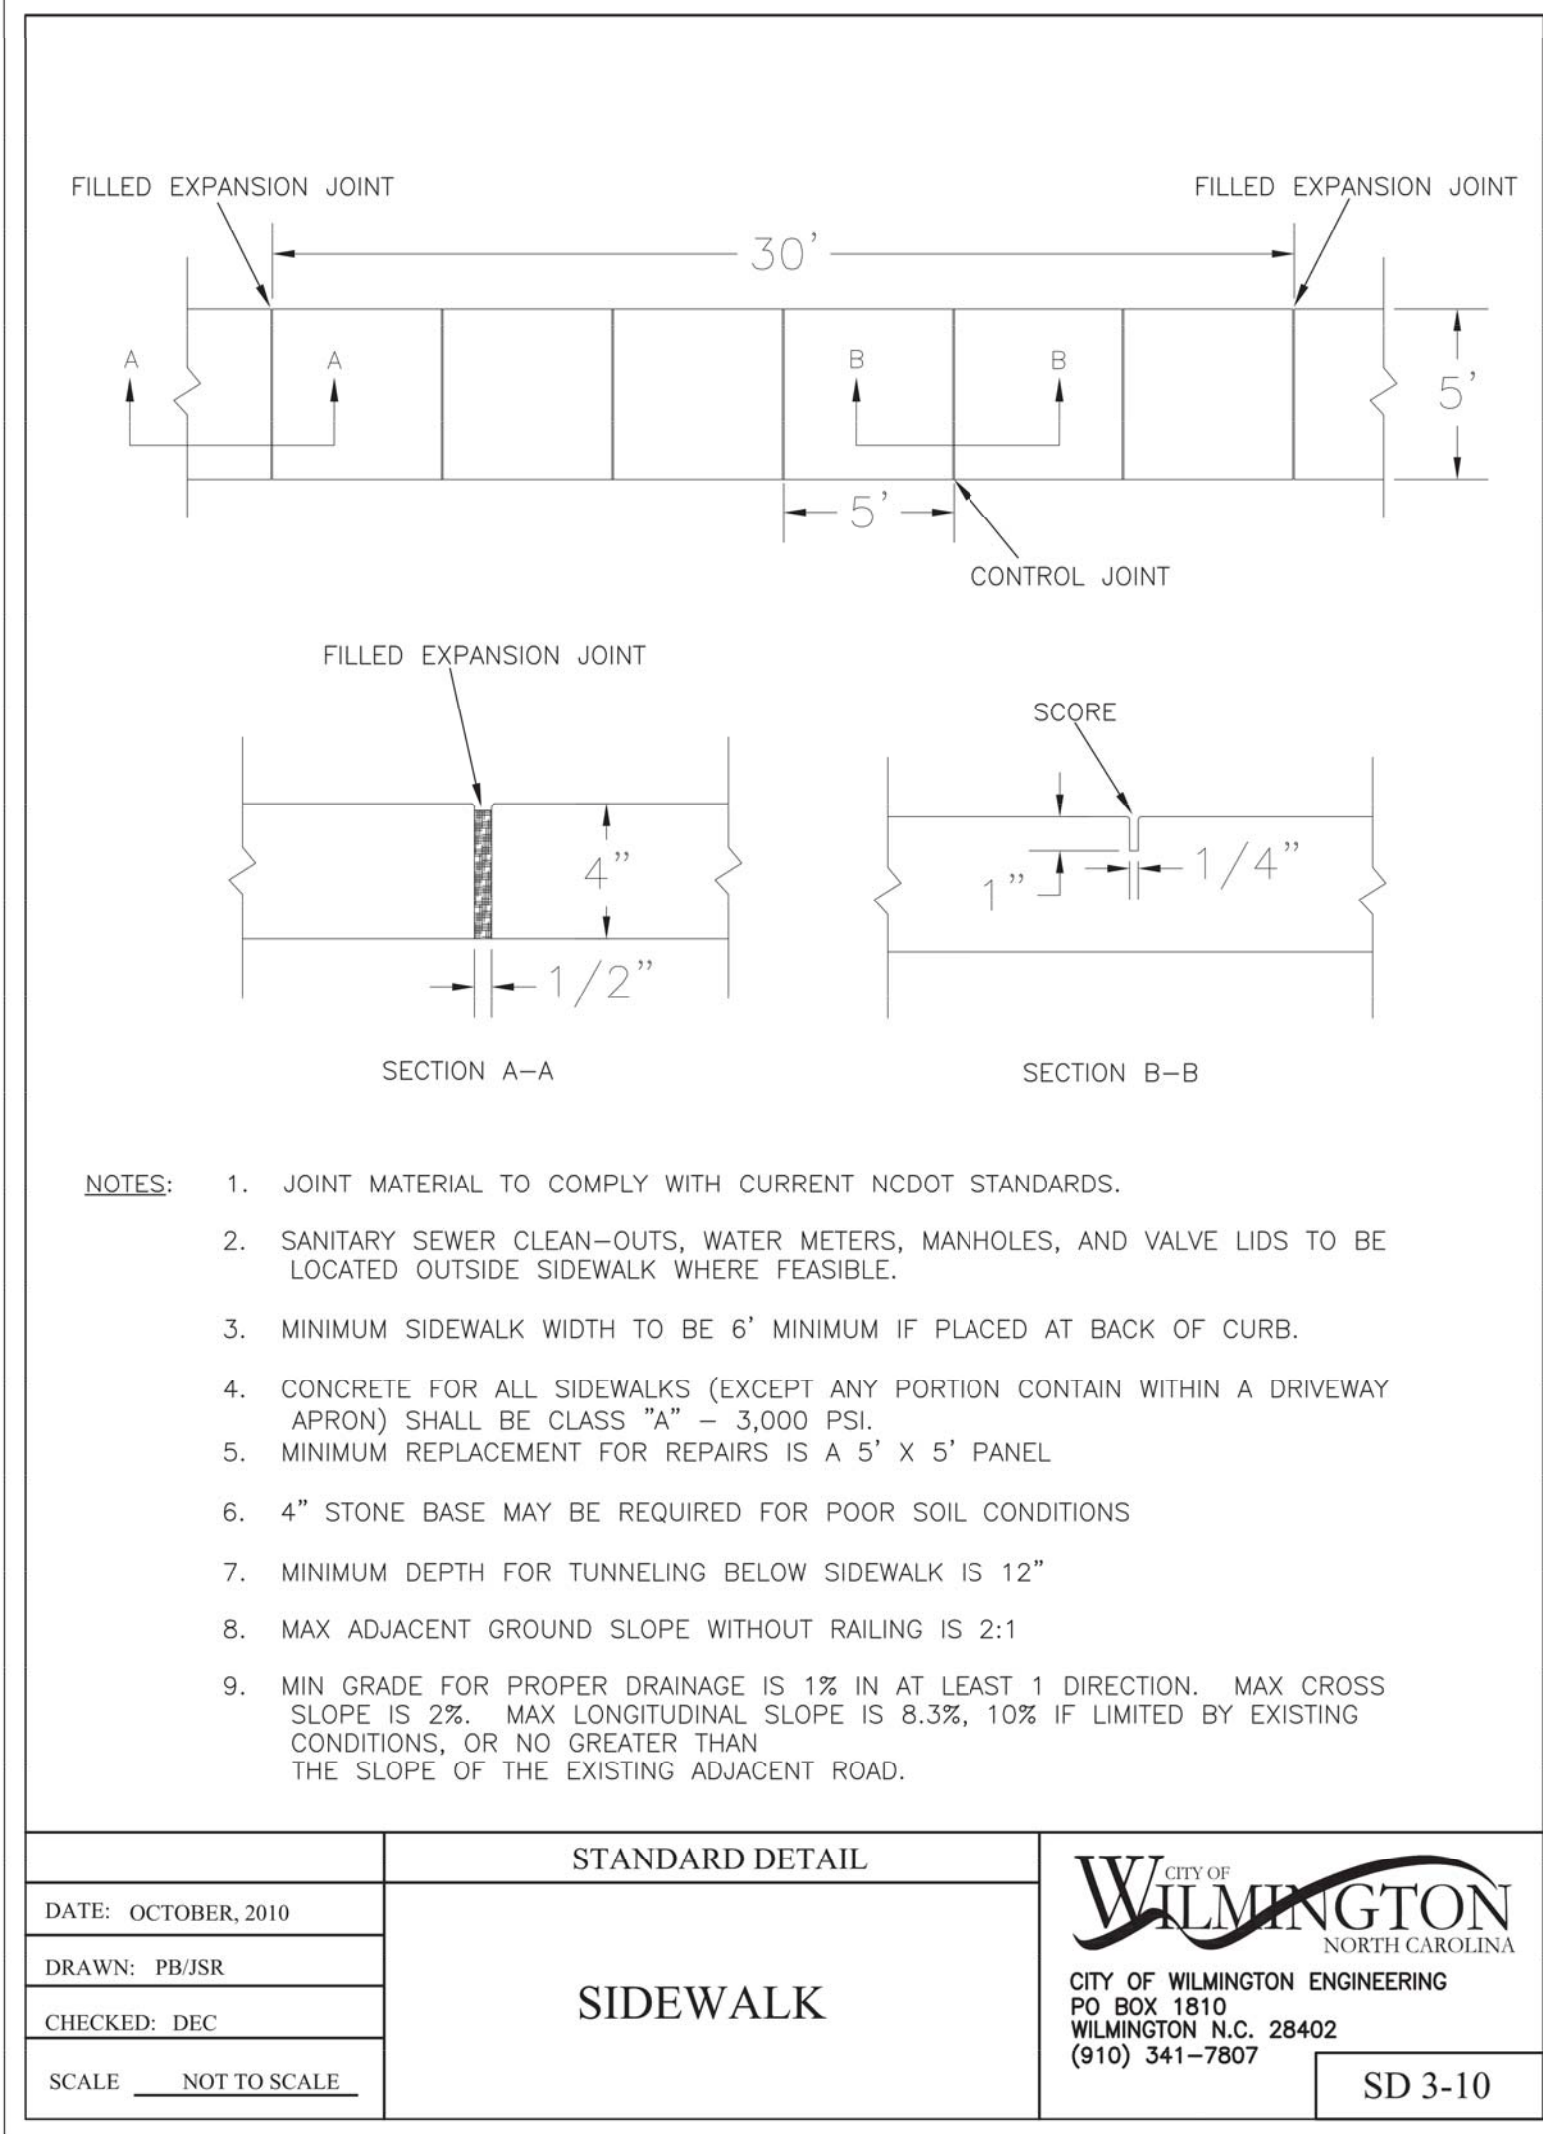 FILLED EXPANSION JOINT
FILLED EXPANSION JOINT
30'
A
A
B
B
5'
5'
CONTROL JOINT
FILLED EXPANSION JOINT
SCORE
4"
1"
1/4"
1/2"
SECTION A-A
SECTION B-B
NOTES: 1. JOINT MATERIAL TO COMPLY WITH CURRENT NCDOT STANDARDS.
2. SANITARY SEWER CLEAN-OUTS, WATER METERS, MANHOLES, AND VALVE LIDS TO BE
LOCATED OUTSIDE SIDEWALK WHERE FEASIBLE.
3. MINIMUM SIDEWALK WIDTH TO BE 6' MINIMUM IF PLACED AT BACK OF CURB.
4. CONCRETE FOR ALL SIDEWALKS (EXCEPT ANY PORTION CONTAIN WITHIN A DRIVEWAY
APRON) SHALL BE CLASS "A" - 3,000 PSI.
5. MINIMUM REPLACEMENT FOR REPAIRS IS A 5' X 5' PANEL
6. 4" STONE BASE MAY BE REQUIRED FOR POOR SOIL CONDITIONS
7. MINIMUM DEPTH FOR TUNNELING BELOW SIDEWALK IS 12"
8. MAX ADJACENT GROUND SLOPE WITHOUT RAILING IS 2:1
9. MIN GRADE FOR PROPER DRAINAGE IS 1% IN AT LEAST 1 DIRECTION. MAX CROSS
SLOPE IS 2%. MAX LONGITUDINAL SLOPE IS 8.3%, 10% IF LIMITED BY EXISTING
CONDITIONS, OR NO GREATER THAN
THE SLOPE OF THE EXISTING ADJACENT ROAD.
STANDARD DETAIL
DATE: OCTOBER, 2010
DRAWN: PB/JSR
CHECKED: DEC
SCALE NOT TO SCALE
SIDEWALK
CITY OF
WILMINGTON
NORTH CAROLINA
CITY OF WILMINGTON ENGINEERING
PO BOX 1810
WILMINGTON N.C. 28402
(910) 341-7807
SD 3-10